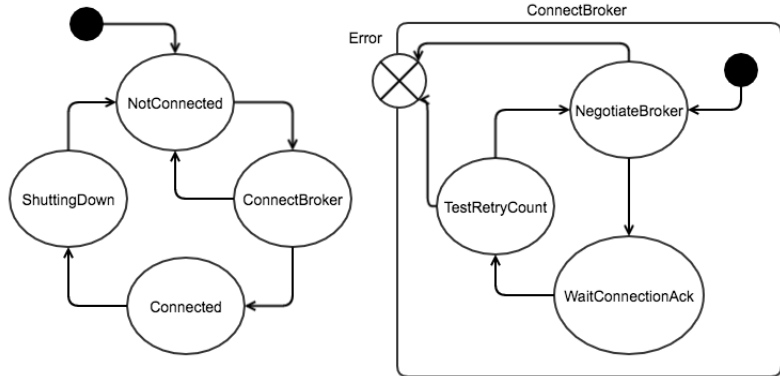 ConnectBroker
Error
NotConnected
NegotiateBroker
ShuttingDown
ConnectBroker
TestRetryCount
Connected
WaitConnectionAck